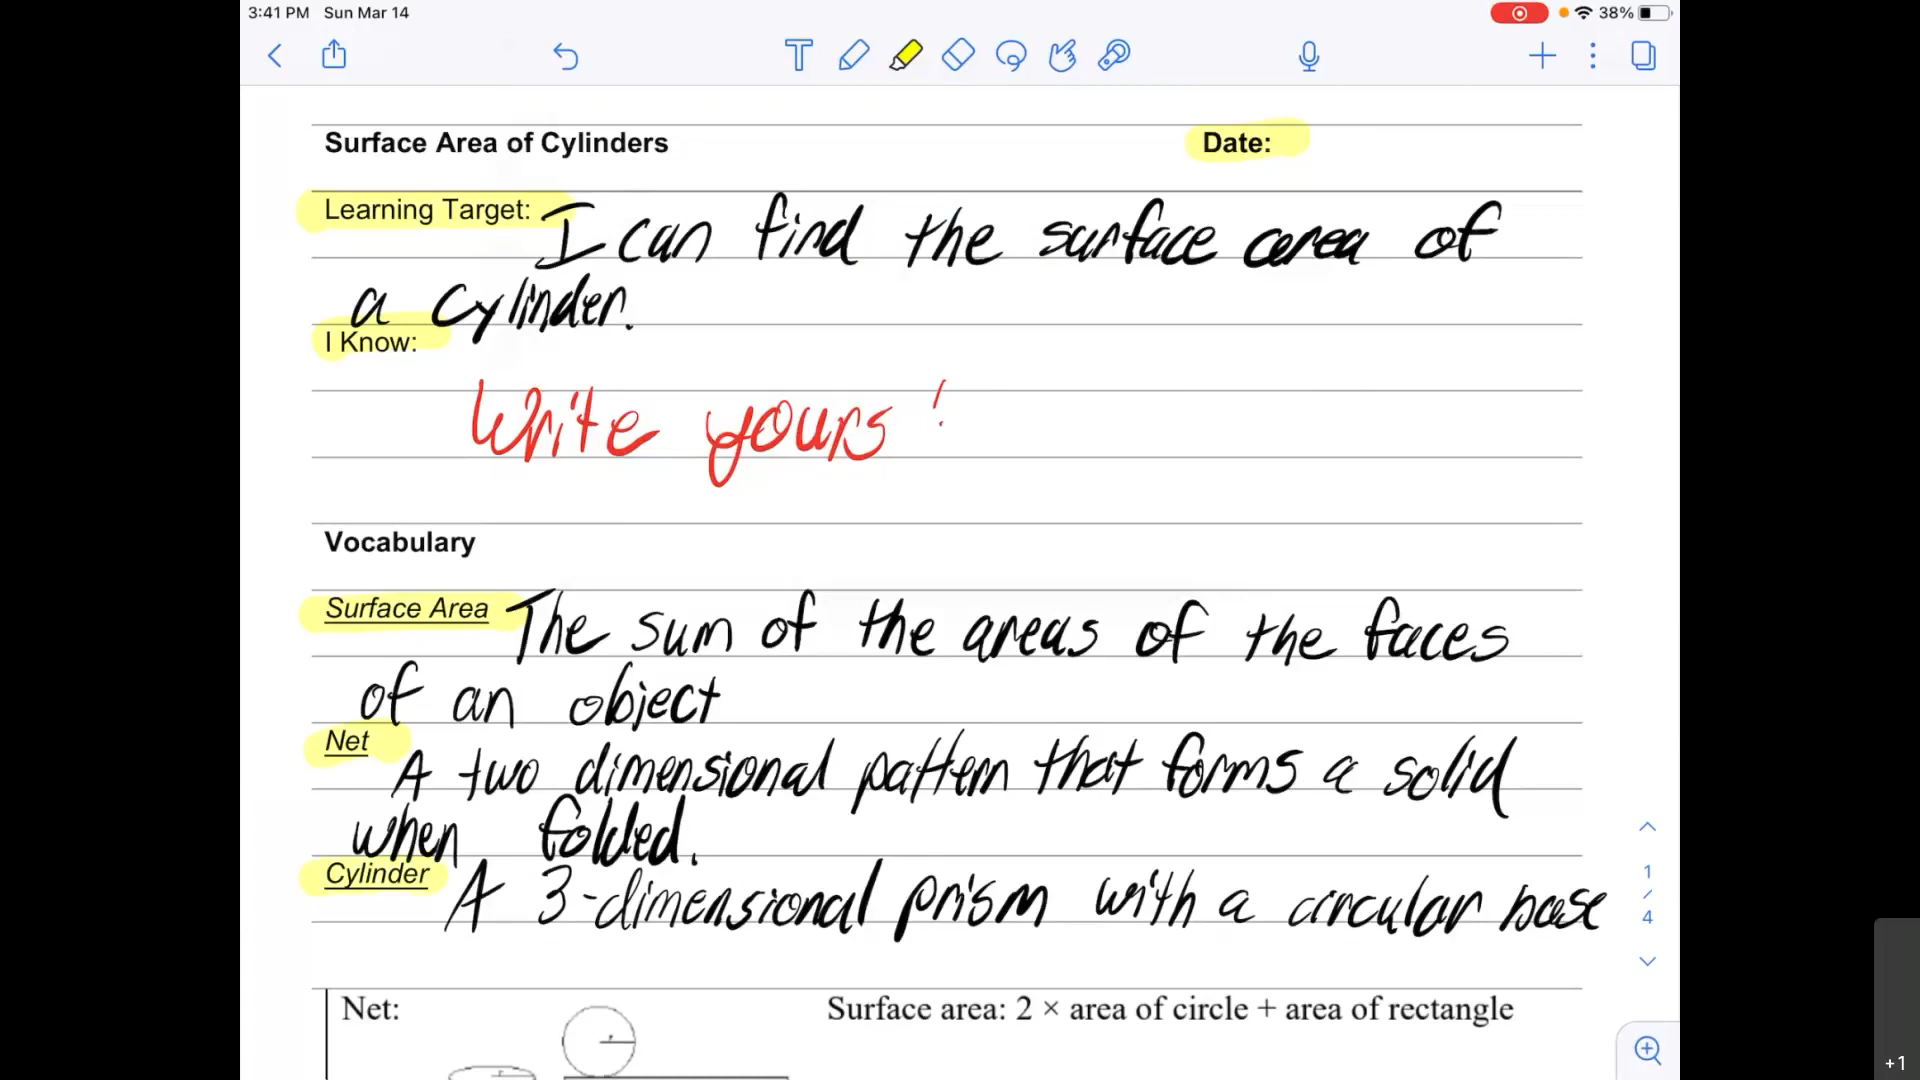 3:41 PM Sun Mar 14
38%
Surface Area of Cylinders Date:
Learning Target: I can find the surface area of
a cylinder.
I Know:
Write yours!
Vocabulary
Surface Area The sum of the areas of the faces
of an object
Net
A two dimensional pattern that forms a solid
when folded.
Cylinder A 3-dimensional prism with a circular base
1
/
4
Net: Surface area: 2 × area of circle + area of rectangle
r
r
+1